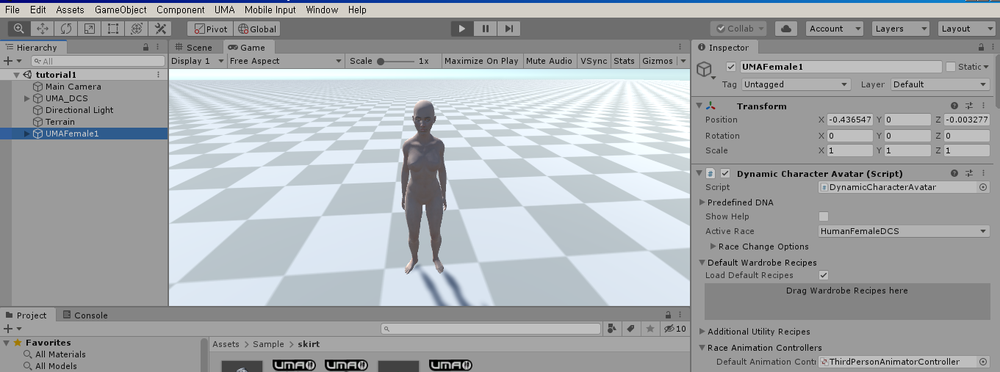 File Edit Assets GameObject Component UMA Mobile Input Window Help
Pivot Global Collab Account Layers Layout
Hierarchy
All
tutorial1
Main Camera
UMA_DCS
Directional Light
Terrain
UMAFemale1
Scene Game
Display 1 Free Aspect Scale 1x Maximize On Play Mute Audio VSync Stats Gizmos
Inspector
UMAFemale1 Static
Tag Untagged Layer Default
Transform
Position X -0.436547 Y 0 Z -0.003277
Rotation X 0 Y 0 Z 0
Scale X 1 Y 1 Z 1
# Dynamic Character Avatar (Script)
Script # DynamicCharacterAvatar
Predefined DNA
Show Help
Active Race HumanFemaleDCS
Race Change Options
Default Wardrobe Recipes
Load Default Recipes
Drag Wardrobe Recipes here
Additional Utility Recipes
Race Animation Controllers
Default Animation Conti ThirdPersonAnimatorController
Project Console
10
Favorites
All Materials
All Models
Assets Sample skirt
UMA UMA UMA